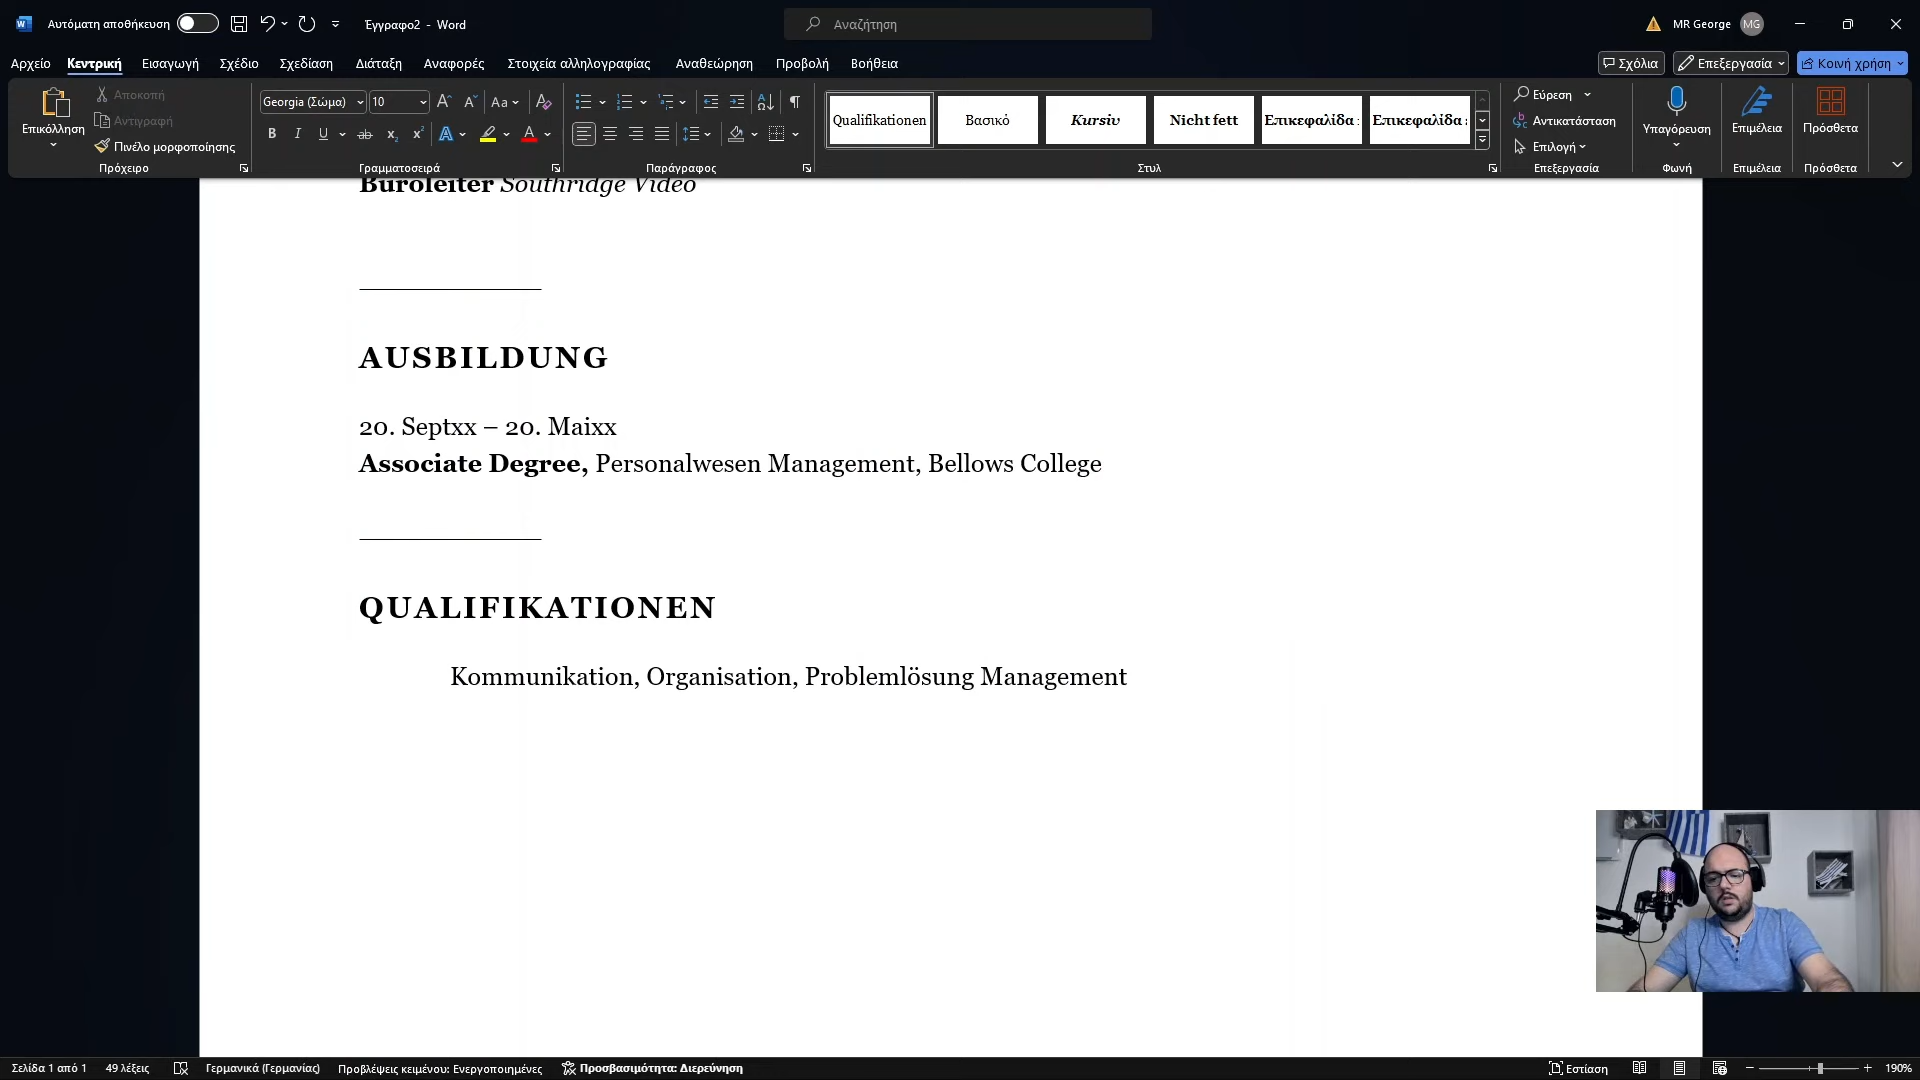 Αυτόματη αποθήκευση
Έγγραφο2 - Word
Αναζήτηση
MR George
MG
Αρχείο
Κεντρική
Εισαγωγή
Σχέδιο
Σχεδίαση
Διάταξη
Αναφορές
Στοιχεία αλληλογραφίας
Αναθεώρηση
Προβολή
Βοήθεια
Σχόλια
Επεξεργασία
Κοινή χρήση
Επικόλληση
Αποκοπή
Αντιγραφή
Πινέλο μορφοποίησης
Πρόχειρο
Georgia (Σώμα)
10
Γραμματοσειρά
Παράγραφος
Qualifikationen
Βασικό
Kursiv
Nicht fett
Επικεφαλίδα :
Επικεφαλίδα :
Στυλ
Εύρεση
Αντικατάσταση
Επιλογή
Επεξεργασία
Υπαγόρευση
Φωνή
Επιμέλεια
Επιμέλεια
Πρόσθετα
Πρόσθετα
Büroleiter Southridge Video
AUSBILDUNG
20. Septxx – 20. Maixx
Associate Degree, Personalwesen Management, Bellows College
QUALIFIKATIONEN
Kommunikation, Organisation, Problemlösung Management
Σελίδα 1 από 1
49 λέξεις
Γερμανικά (Γερμανίας)
Προβλέψεις κειμένου: Ενεργοποιημένες
Προσβασιμότητα: Διερεύνηση
Εστίαση
190%